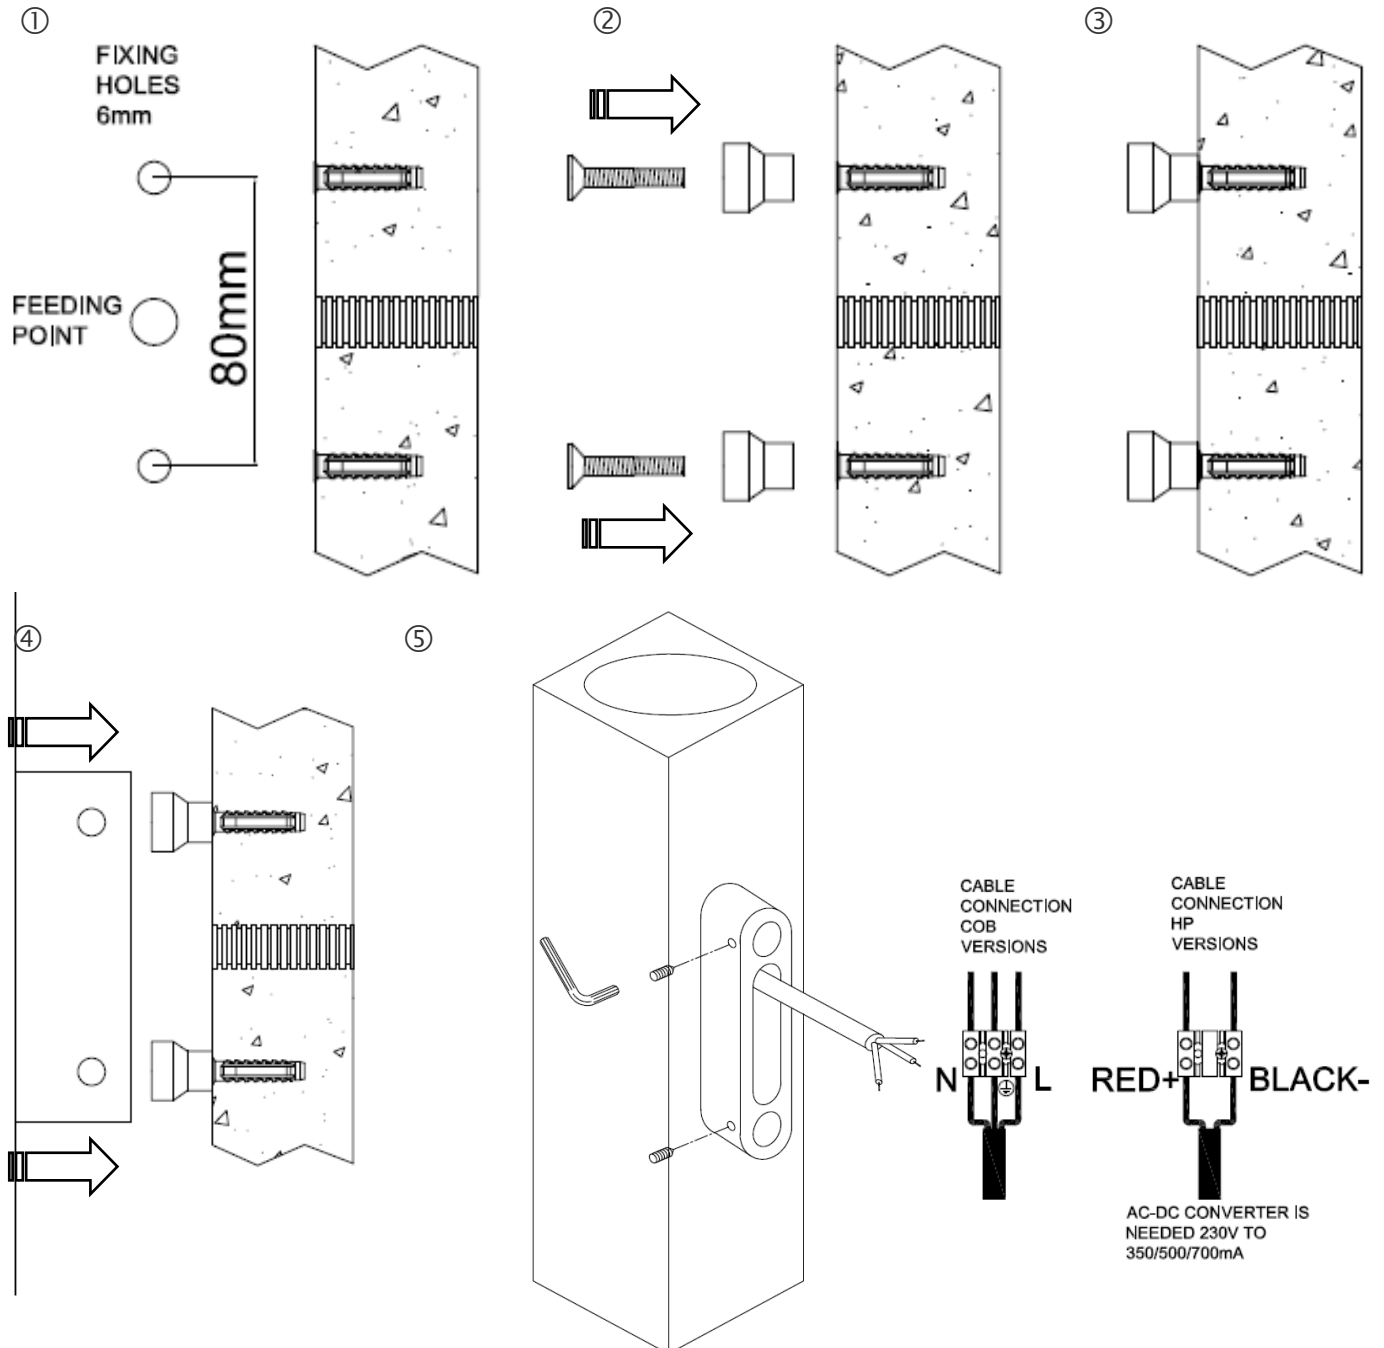 ①
FIXING
HOLES
6mm
FEEDING
POINT
80mm
②
③
④
⑤
CABLE
CONNECTION
COB
VERSIONS
N
L
CABLE
CONNECTION
HP
VERSIONS
RED+
BLACK-
AC-DC CONVERTER IS
NEEDED 230V TO
350/500/700mA